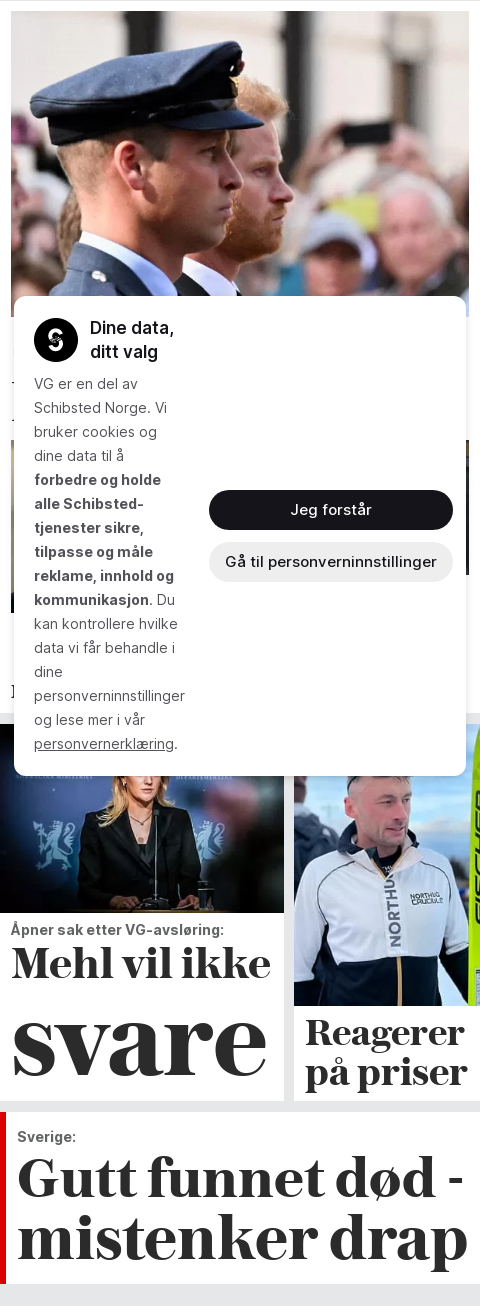 Dine data,
ditt valg
VG er en del av
Schibsted Norge. Vi
bruker cookies og
dine data til å
forbedre og holde
alle Schibsted-
tjenester sikre,
tilpasse og måle
reklame, innhold og
kommunikasjon. Du
kan kontrollere hvilke
data vi får behandle i
dine
personverninnstillinger
og lese mer i vår
personvernerklæring.
Jeg forstår
Gå til personverninnstillinger
NORTHUG
Åpner sak etter VG-avsløring:
Mehl vil ikke
svare
Reagerer
på priser
Sverige:
Gutt funnet død -
mistenker drap